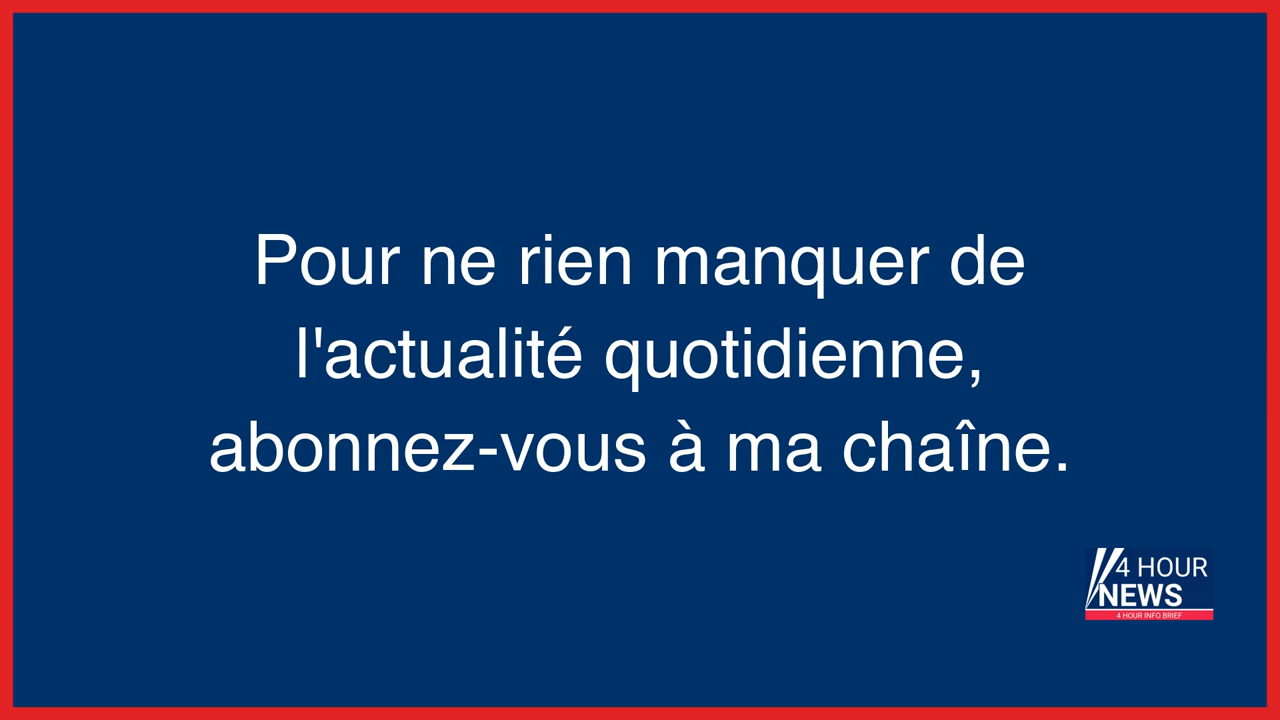 Pour ne rien manquer de
l'actualité quotidienne,
abonnez-vous à ma chaîne.
4 HOUR
NEWS
4 HOUR INFO BRIEF